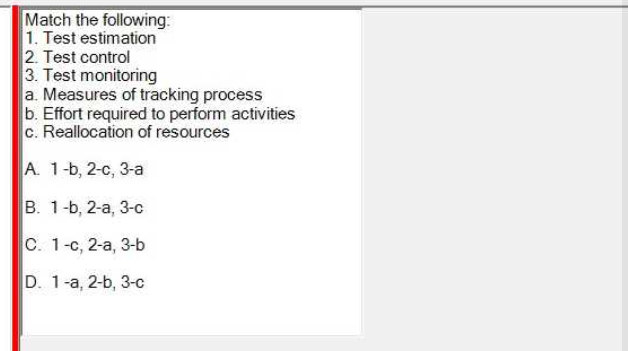 Match the following:
1. Test estimation
2. Test control
3. Test monitoring
a. Measures of tracking process
b. Effort required to perform activities
c. Reallocation of resources
A. 1 -b, 2-c, 3-a
B. 1 -b, 2-a, 3-c
C. 1 -c, 2-a, 3-b
D. 1 -a, 2-b, 3-c